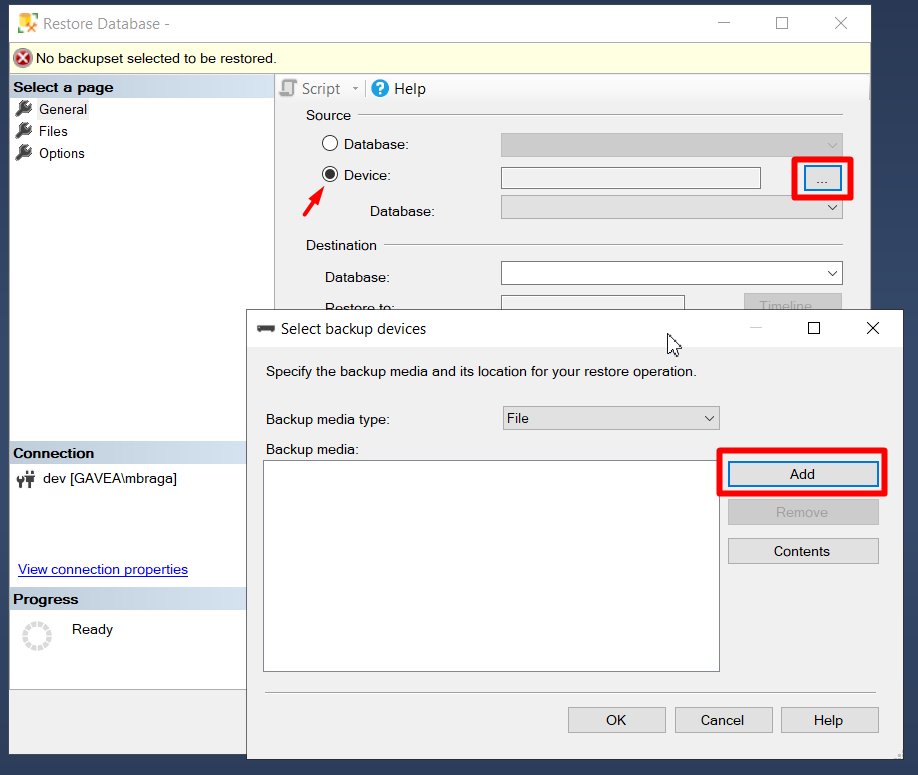 Restore Database -
No backupset selected to be restored.
Select a page
General
Files
Options
Script
Help
Source
Database:
Device:
...
Database:
Destination
Database:
Restore to:
Timeline
Connection
dev [GAVEA\mbraga]
View connection properties
Progress
Ready
Select backup devices
Specify the backup media and its location for your restore operation.
Backup media type:
File
Backup media:
Add
Remove
Contents
OK
Cancel
Help